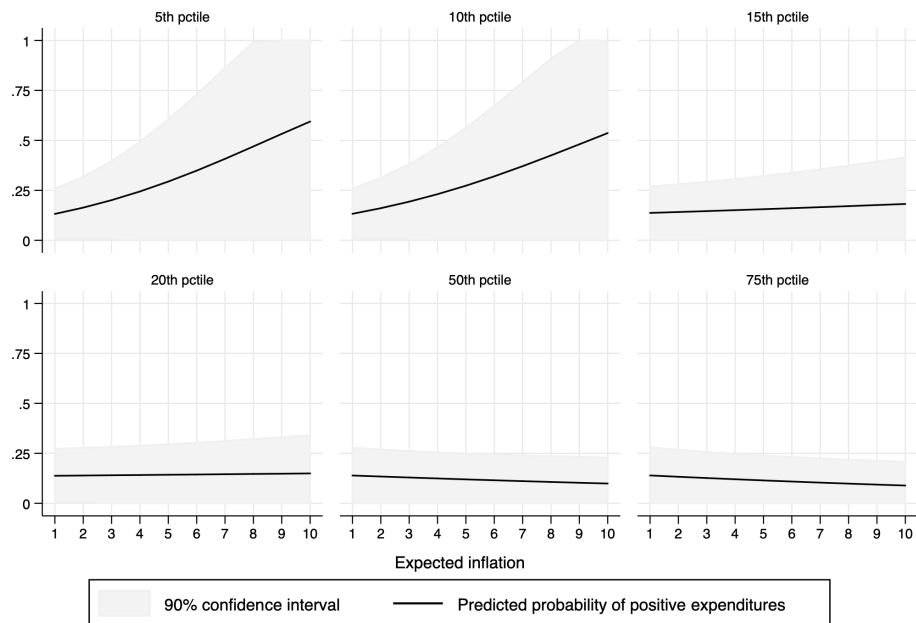 5th pctile 10th pctile 15th pctile
1
.75
.5
.25
0
20th pctile 50th pctile 75th pctile
1
.75
.5
.25
0
1 2 3 4 5 6 7 8 9 10 1 2 3 4 5 6 7 8 9 10 1 2 3 4 5 6 7 8 9 10
Expected inflation
90% confidence interval Predicted probability of positive expenditures